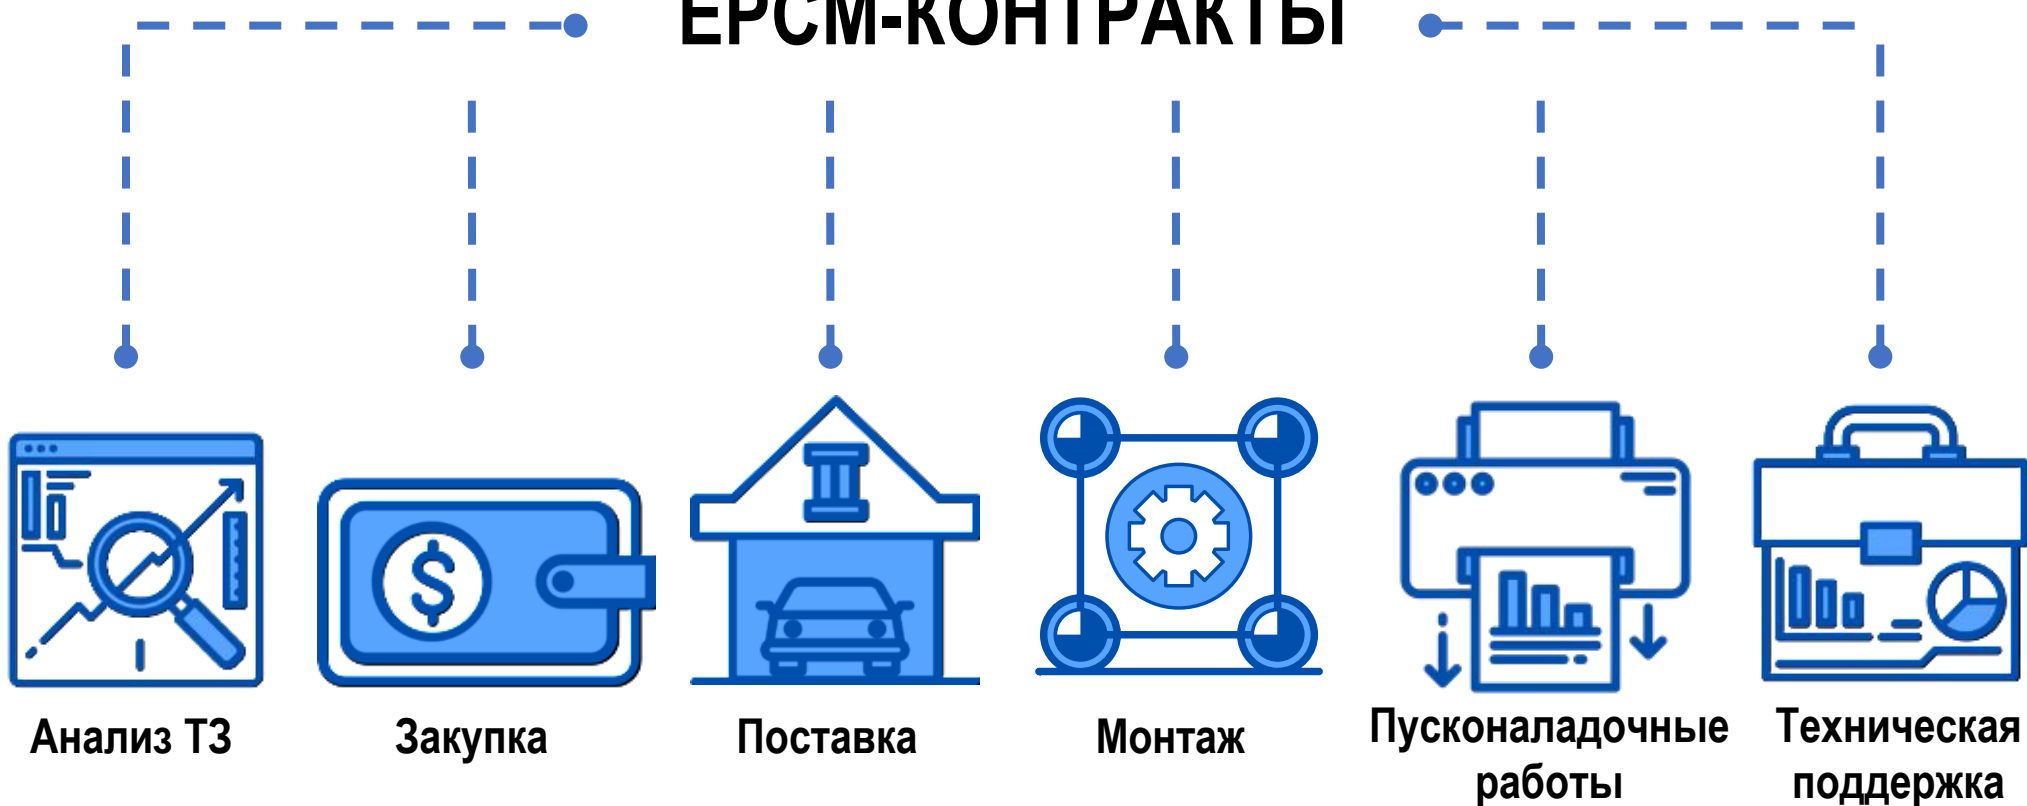 ЕРСМ-КОНТРАКТЫ
$
Анализ ТЗ
Закупка
Поставка
Монтаж
Пусконаладочные
работы
Техническая
поддержка